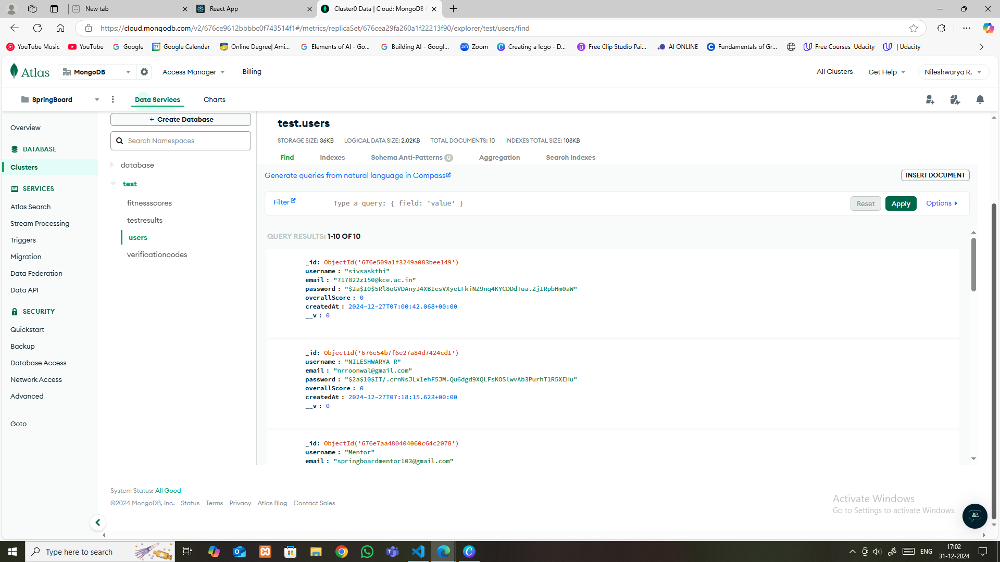 New tab
React App
Cluster0 Data | Cloud: MongoDB
https://cloud.mongodb.com/v2/676ce9612bbbbc0f743514f1#/metrics/replicaSet/676cea29fa260a1f22213f90/explorer/test/users/find
YouTube Music
YouTube
Google
Google Calendar
Online Degree| Ami...
Elements of AI - Go...
Building AI - Googl...
Zoom
Creating a logo - D...
Free Clip Studio Pai...
AI ONLINE
Fundamentals of Gr...
Free Courses Udacity
| Udacity
Atlas
MongoDB
Access Manager
Billing
All Clusters
Get Help
Nileshwarya R.
SpringBoard
Data Services
Charts
Overview
DATABASE
Clusters
SERVICES
Atlas Search
Stream Processing
Triggers
Migration
Data Federation
Data API
SECURITY
Quickstart
Backup
Database Access
Network Access
Advanced
Goto
+ Create Database
Search Namespaces
database
test
fitnessscores
testresults
users
verificationcodes
test.users
STORAGE SIZE: 36KB LOGICAL DATA SIZE: 2.02KB TOTAL DOCUMENTS: 10 INDEXES TOTAL SIZE: 108KB
Find Indexes Schema Anti-Patterns 0 Aggregation Search Indexes
Generate queries from natural language in Compass
INSERT DOCUMENT
Filter
Type a query: { field: 'value' }
Reset
Apply
Options
QUERY RESULTS: 1-10 OF 10
_id: ObjectId('676e509a1f3249a083bee149')
username : "sivsaskthi"
email : "717822z150@kce.ac.in"
password : "$2a$10$5Rl8oGVDAnyJ4XBIesVXyeLFkiNZ9nq4KYCDDdTua.Zj1RpbHm0aW"
overallScore : 0
createdAt : 2024-12-27T07:00:42.068+00:00
__v : 0
_id: ObjectId('676e54b7f6e27a84d7424cd1')
username : "NILESHWARYA R"
email : "nrroonwal@gmail.com"
password : "$2a$10$IT/.crnNsJLx1ehF5JM.Qu6dgd9XQLFsKOSlwvAb3PurhT1R5XEHu"
overallScore : 0
createdAt : 2024-12-27T07:18:15.623+00:00
__v : 0
_id: ObjectId('676e7aa480404060c64c2078')
username : "Mentor"
email : "springboardmentor103@gmail.com"
System Status: All Good
©2024 MongoDB, Inc. Status Terms Privacy Atlas Blog Contact Sales
Activate Windows
Go to Settings to activate Windows.
Type here to search
ENG
17:02
31-12-2024